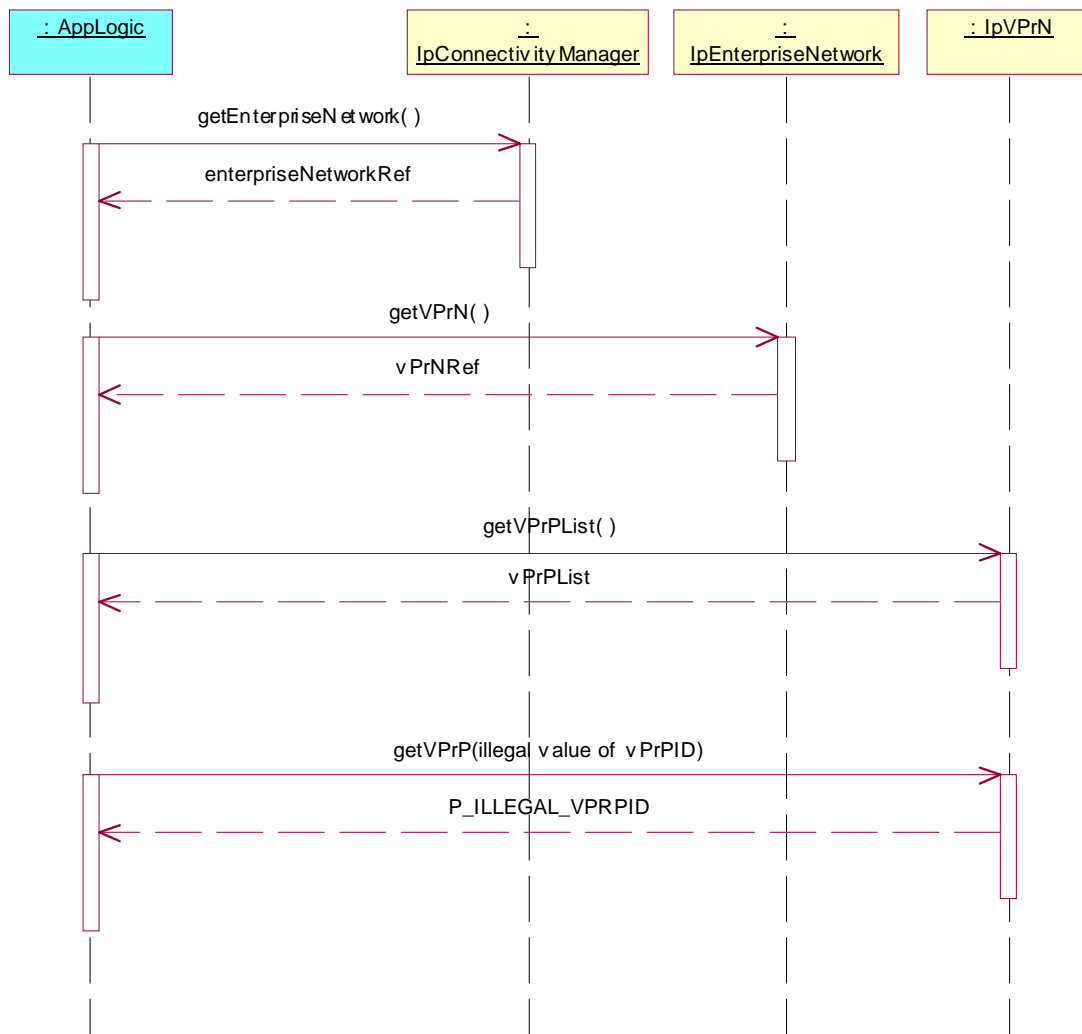 : AppLogic
:
IpConnectivityManager
:
IpEnterpriseNetwork
: IpVPrN
getEnterpriseNetwork( )
enterpriseNetworkRef
getVPrN( )
vPrNRef
getVPrPList( )
vPrPList
getVPrP(illegal value of vPrPID)
P_ILLEGAL_VPRPID